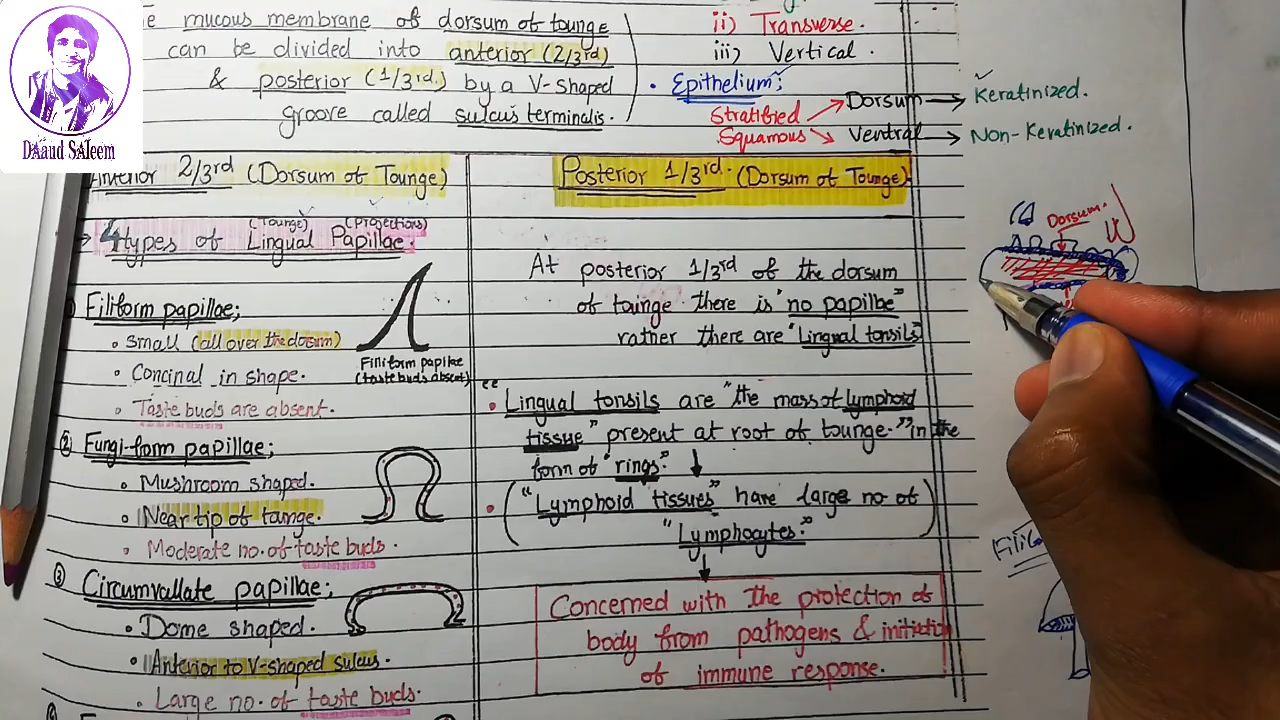 mucous membrane of dorsum of tounge
can be divided into anterior (2/3rd)
& posterior (1/3rd.) by a V-shaped
groove called sulcus terminalis.
ii) Transverse.
iii) Vertical.
• Epithelium;
Stratified Squamous
Dorsum → Keratinized.
Ventral → Non-Keratinized.
Daaud SAleem
Anterior 2/3rd (Dorsum of Tounge)
4 types of Lingual Papillae.
(Tounge) (Projections)
Filiform papillae;
• Small (all over the dorsum)
• Concinal in shape.
• Taste buds are absent.
Filiform papillae
(taste buds absent)
② Fungi-form papillae;
• Mushroom shaped.
• Near tip of tounge.
• Moderate no. of taste buds.
③ Circumvallate papillae;
• Dome shaped.
• Anterior to V-shaped sulcus.
• Large no. of taste buds.
Posterior 1/3rd. (Dorsum of Tounge)
At posterior 1/3rd of the dorsum
of tounge there is "no papillae"
rather there are "Lingual tonsils"
• Lingual tonsils are "the mass of lymphoid
tissue" present at root of tounge." in the
form of "rings."
• ("Lymphoid tissues" have large no of
"Lymphocytes.")
Concerned with the protection of
body from pathogens & initiation
of immune response.
Dorsum.